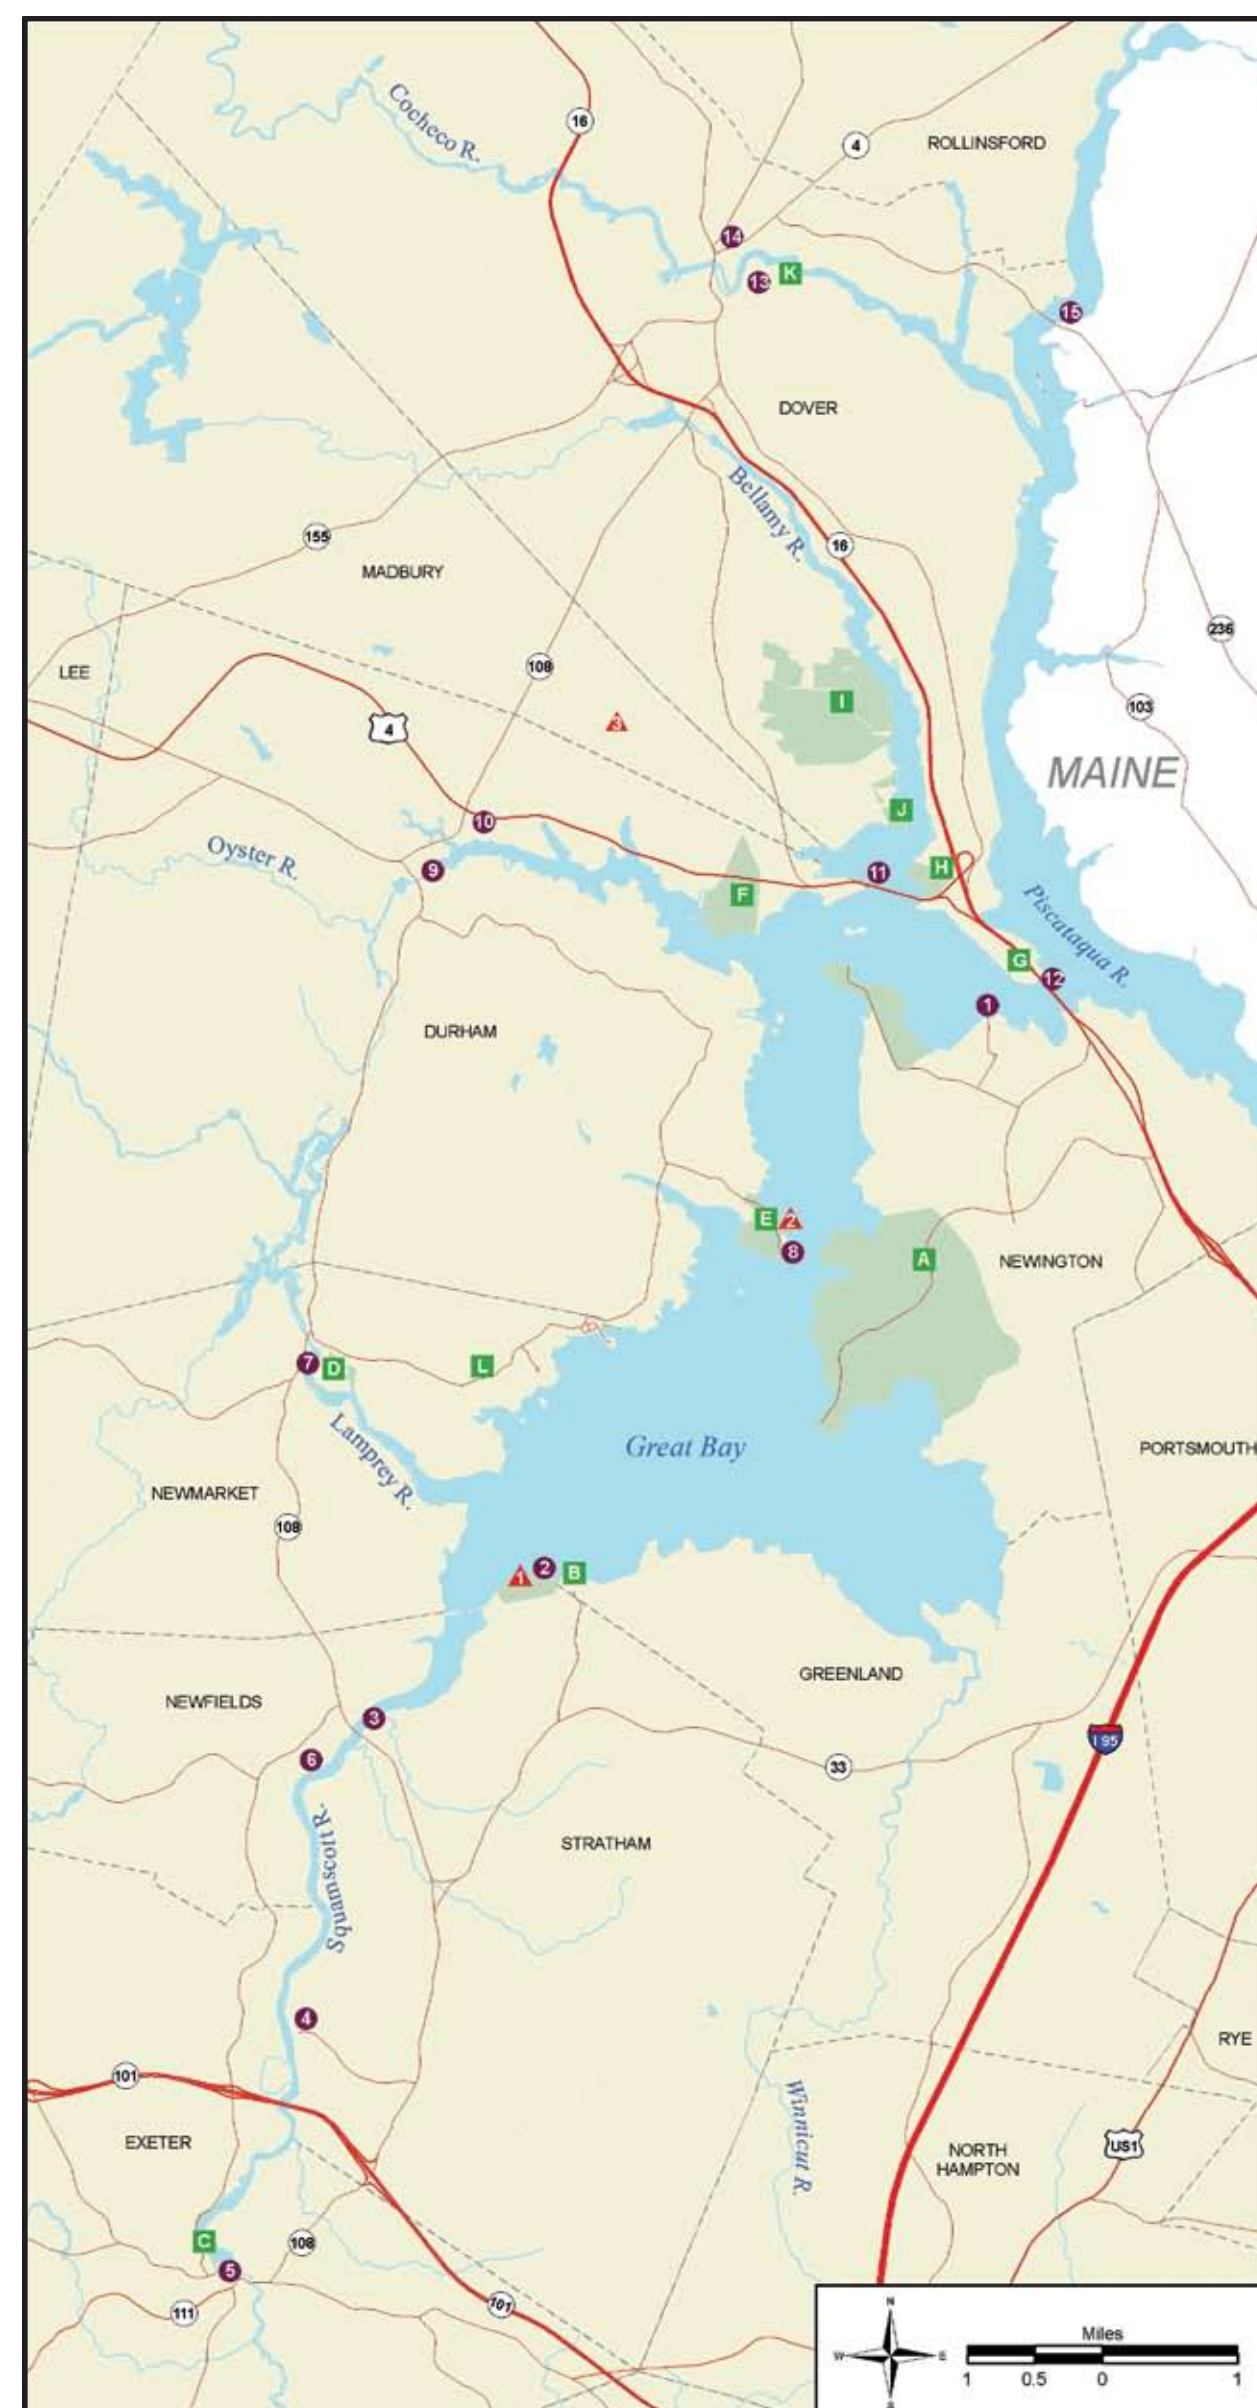 Cocheco R.
16
4
ROLLINSFORD
14
13
K
15
DOVER
Bellamy R.
155
16
MADBURY
236
LEE
108
I
103
4
3
MAINE
J
10
Oyster R.
9
11
H
F
Piscataqua R.
G
12
1
DURHAM
E
2
8
A
NEWINGTON
7
D
L
Lamprey R.
Great Bay
PORTSMOUTH
NEWMARKET
108
1
2
B
GREENLAND
NEWFIELDS
3
6
I 95
33
Squamscott R.
STRATHAM
4
RYE
101
Winnicut R.
EXETER
NORTH
HAMPTON
US1
C
108
5
111
101
N
W
E
S
Miles
1 0.5 0 1